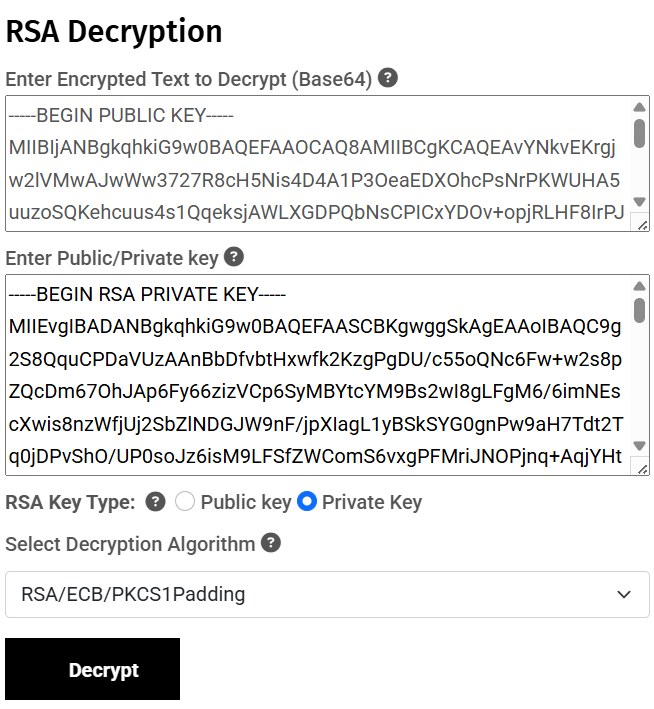 RSA Decryption
Enter Encrypted Text to Decrypt (Base64) ?
-----BEGIN PUBLIC KEY-----
MIIBIjANBgkqhkiG9w0BAQEFAAOCAQ8AMIIBCgKCAQEAvYNkvEKrgj
w2lVMwAJwWw3727R8cH5Nis4D4A1P3OeaEDXOhcPsNrPKWUHA5
uuzoSQKehcuus4s1QqeksjAWLXGDPQbNsCPICxYDOv+opjRLHF8IrPJ
Enter Public/Private key ?
-----BEGIN RSA PRIVATE KEY-----
MIIEvgIBADANBgkqhkiG9w0BAQEFAASCBKgwggSkAgEAAoIBAQC9g
2S8QquCPDaVUzAAnBbDfvbtHxwfk2KzgPgDU/c55oQNc6Fw+w2s8p
ZQcDm67OhJAp6Fy66zizVCp6SyMBYtcYM9Bs2wI8gLFgM6/6imNEs
cXwis8nzWfjUj2SbZlNDGJW9nF/jpXIagL1yBSkSYG0gnPw9aH7Tdt2T
q0jDPvShO/UP0soJz6isM9LFSfZWComS6vxgPFMriJNOPjnq+AqjYHt
RSA Key Type: ? Public key Private Key
Select Decryption Algorithm ?
RSA/ECB/PKCS1Padding
Decrypt